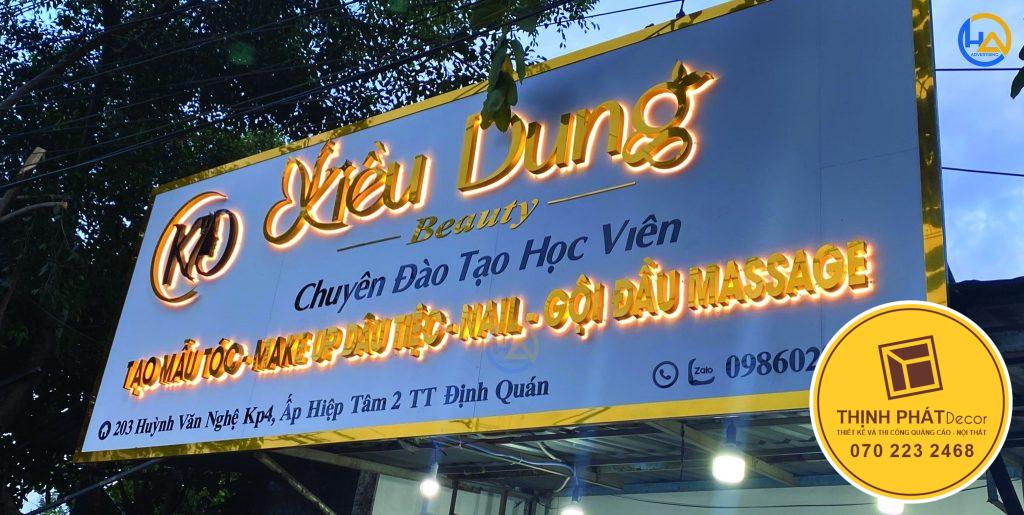 HA
ADVERTISING
KD
Kiều Dung
Beauty
Chuyên Đào Tạo Học Viên
TẠO MẪU TÓC - MAKE UP DÂU TIỆC - NAIL - GỘI ĐẦU MASSAGE
203 Huỳnh Văn Nghệ Kp4, Ấp Hiệp Tâm 2 TT Định Quán
Zalo 098602
THỊNH PHÁT Decor
THIẾT KẾ VÀ THI CÔNG QUẢNG CÁO - NỘI THẤT
070 223 2468